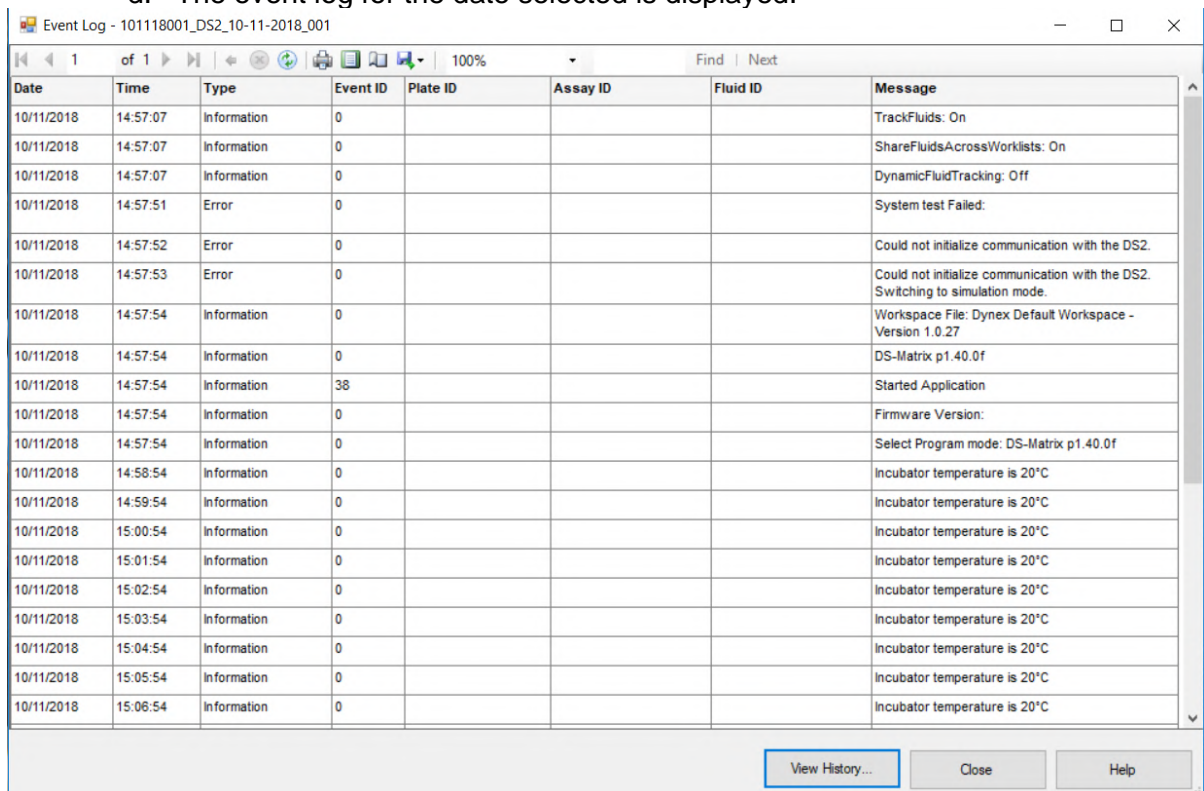 d. The event log for the date selected is displayed.
Event Log - 101118001_DS2_10-11-2018_001
1 of 1 100% Find | Next
Date Time Type Event ID Plate ID Assay ID Fluid ID Message
10/11/2018 14:57:07 Information 0 TrackFluids: On
10/11/2018 14:57:07 Information 0 ShareFluidsAcrossWorklists: On
10/11/2018 14:57:07 Information 0 DynamicFluidTracking: Off
10/11/2018 14:57:51 Error 0 System test Failed:
10/11/2018 14:57:52 Error 0 Could not initialize communication with the DS2.
10/11/2018 14:57:53 Error 0 Could not initialize communication with the DS2.
Switching to simulation mode.
10/11/2018 14:57:54 Information 0 Workspace File: Dynex Default Workspace -
Version 1.0.27
10/11/2018 14:57:54 Information 0 DS-Matrix p1.40.0f
10/11/2018 14:57:54 Information 38 Started Application
10/11/2018 14:57:54 Information 0 Firmware Version:
10/11/2018 14:57:54 Information 0 Select Program mode: DS-Matrix p1.40.0f
10/11/2018 14:58:54 Information 0 Incubator temperature is 20°C
10/11/2018 14:59:54 Information 0 Incubator temperature is 20°C
10/11/2018 15:00:54 Information 0 Incubator temperature is 20°C
10/11/2018 15:01:54 Information 0 Incubator temperature is 20°C
10/11/2018 15:02:54 Information 0 Incubator temperature is 20°C
10/11/2018 15:03:54 Information 0 Incubator temperature is 20°C
10/11/2018 15:04:54 Information 0 Incubator temperature is 20°C
10/11/2018 15:05:54 Information 0 Incubator temperature is 20°C
10/11/2018 15:06:54 Information 0 Incubator temperature is 20°C
View History... Close Help